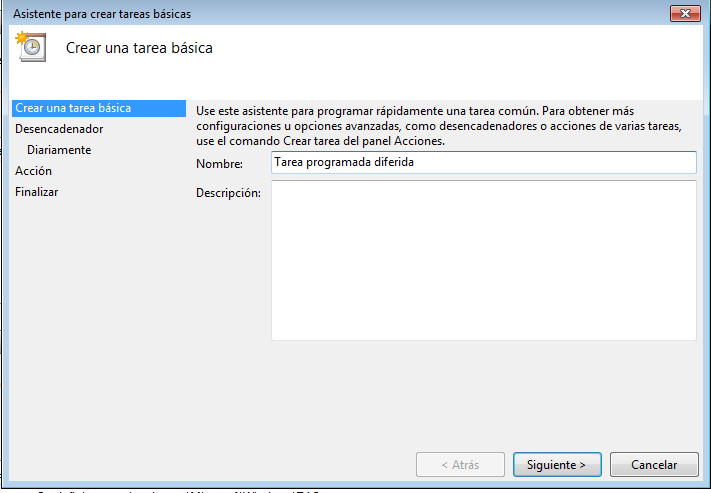 Asistente para crear tareas básicas
Crear una tarea básica
Crear una tarea básica
Desencadenador
Diariamente
Acción
Finalizar
Use este asistente para programar rápidamente una tarea común. Para obtener más
configuraciones u opciones avanzadas, como desencadenadores o acciones de varias tareas,
use el comando Crear tarea del panel Acciones.
Nombre: Tarea programada diferida
Descripción:
< Atrás Siguiente > Cancelar